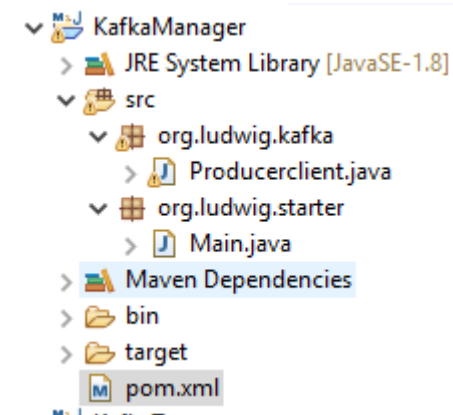 KafkaManager
JRE System Library [JavaSE-1.8]
src
org.ludwig.kafka
Producerclient.java
org.ludwig.starter
Main.java
Maven Dependencies
bin
target
pom.xml